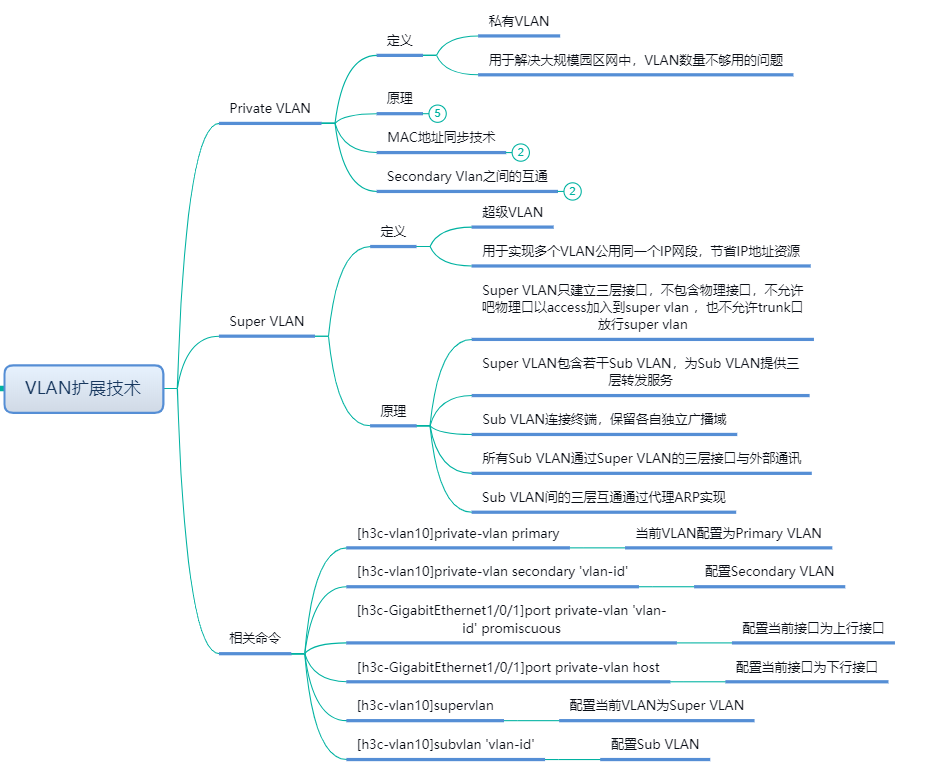 VLAN扩展技术
Private VLAN
定义
私有VLAN
用于解决大规模园区网中，VLAN数量不够用的问题
原理
5
MAC地址同步技术
2
Secondary Vlan之间的互通
2
Super VLAN
定义
超级VLAN
用于实现多个VLAN公用同一个IP网段，节省IP地址资源
原理
Super VLAN只建立三层接口，不包含物理接口，不允许
吧物理口以access加入到super vlan ，也不允许trunk口
放行super vlan
Super VLAN包含若干Sub VLAN，为Sub VLAN提供三
层转发服务
Sub VLAN连接终端，保留各自独立广播域
所有Sub VLAN通过Super VLAN的三层接口与外部通讯
Sub VLAN间的三层互通通过代理ARP实现
相关命令
[h3c-vlan10]private-vlan primary
当前VLAN配置为Primary VLAN
[h3c-vlan10]private-vlan secondary 'vlan-id'
配置Secondary VLAN
[h3c-GigabitEthernet1/0/1]port private-vlan 'vlan-
id' promiscuous
配置当前接口为上行接口
[h3c-GigabitEthernet1/0/1]port private-vlan host
配置当前接口为下行接口
[h3c-vlan10]supervlan
配置当前VLAN为Super VLAN
[h3c-vlan10]subvlan 'vlan-id'
配置Sub VLAN